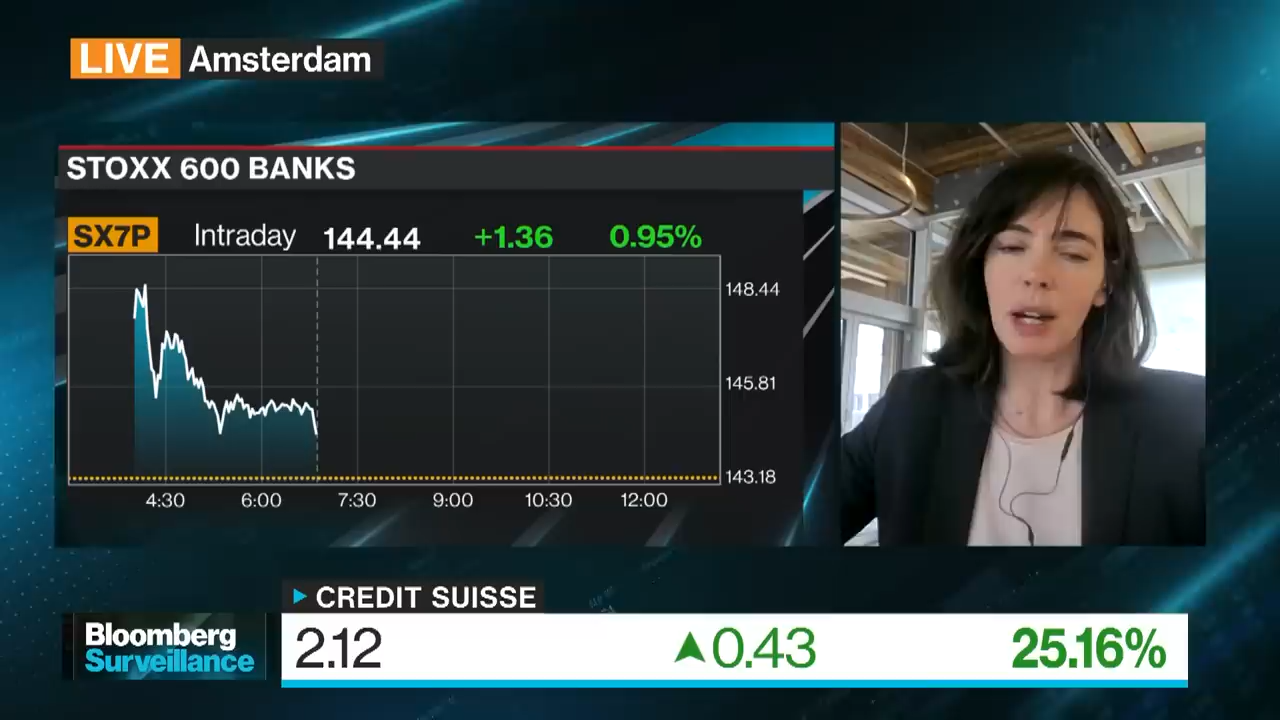 LIVE Amsterdam
STOXX 600 BANKS
SX7P Intraday 144.44 +1.36 0.95%
148.44
145.81
143.18
4:30 6:00 7:30 9:00 10:30 12:00
CREDIT SUISSE
Bloomberg
Surveillance
2.12 ▲0.43 25.16%